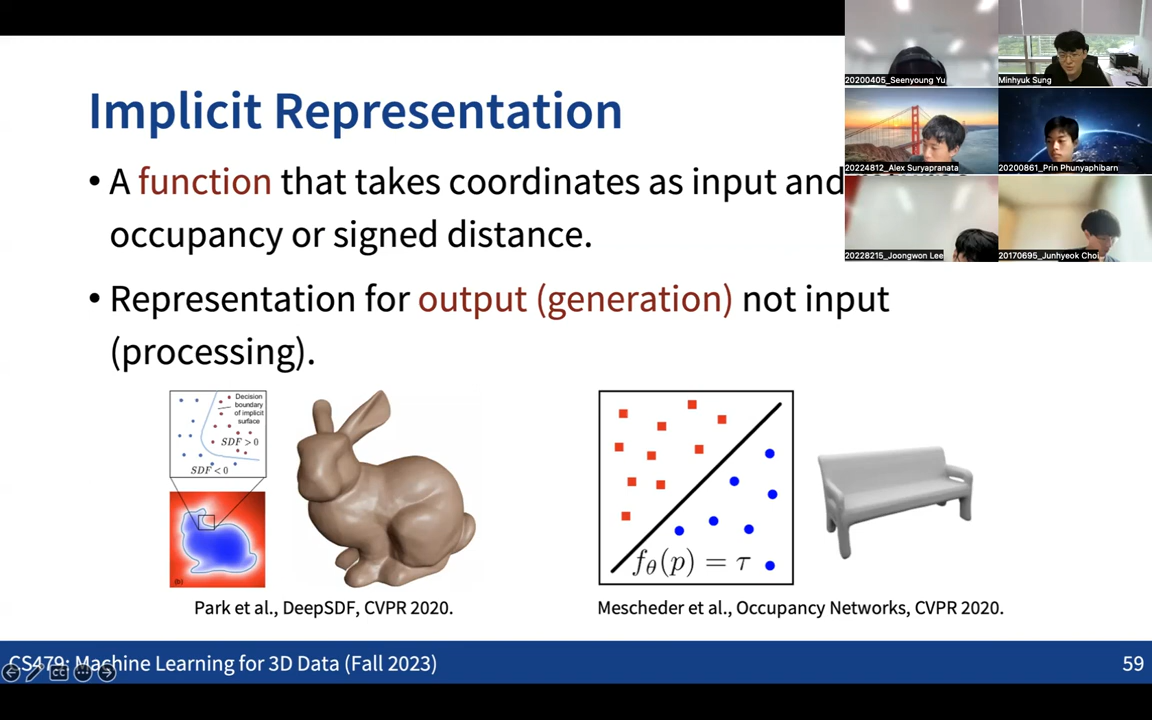 Implicit Representation
• A function that takes coordinates as input and
occupancy or signed distance.
• Representation for output (generation) not input
(processing).
Decision
boundary
of implicit
surface
SDF > 0
SDF < 0
(b)
fθ(p) = τ
Park et al., DeepSDF, CVPR 2020.
Mescheder et al., Occupancy Networks, CVPR 2020.
CS479: Machine Learning for 3D Data (Fall 2023)
59
20200405_Seenyoung Yu
Minhyuk Sung
20224812_Alex Suryapranata
20200861_Prin Phunyaphibarn
20228215_Joongwon Lee
20170695_Junhyeok Choi